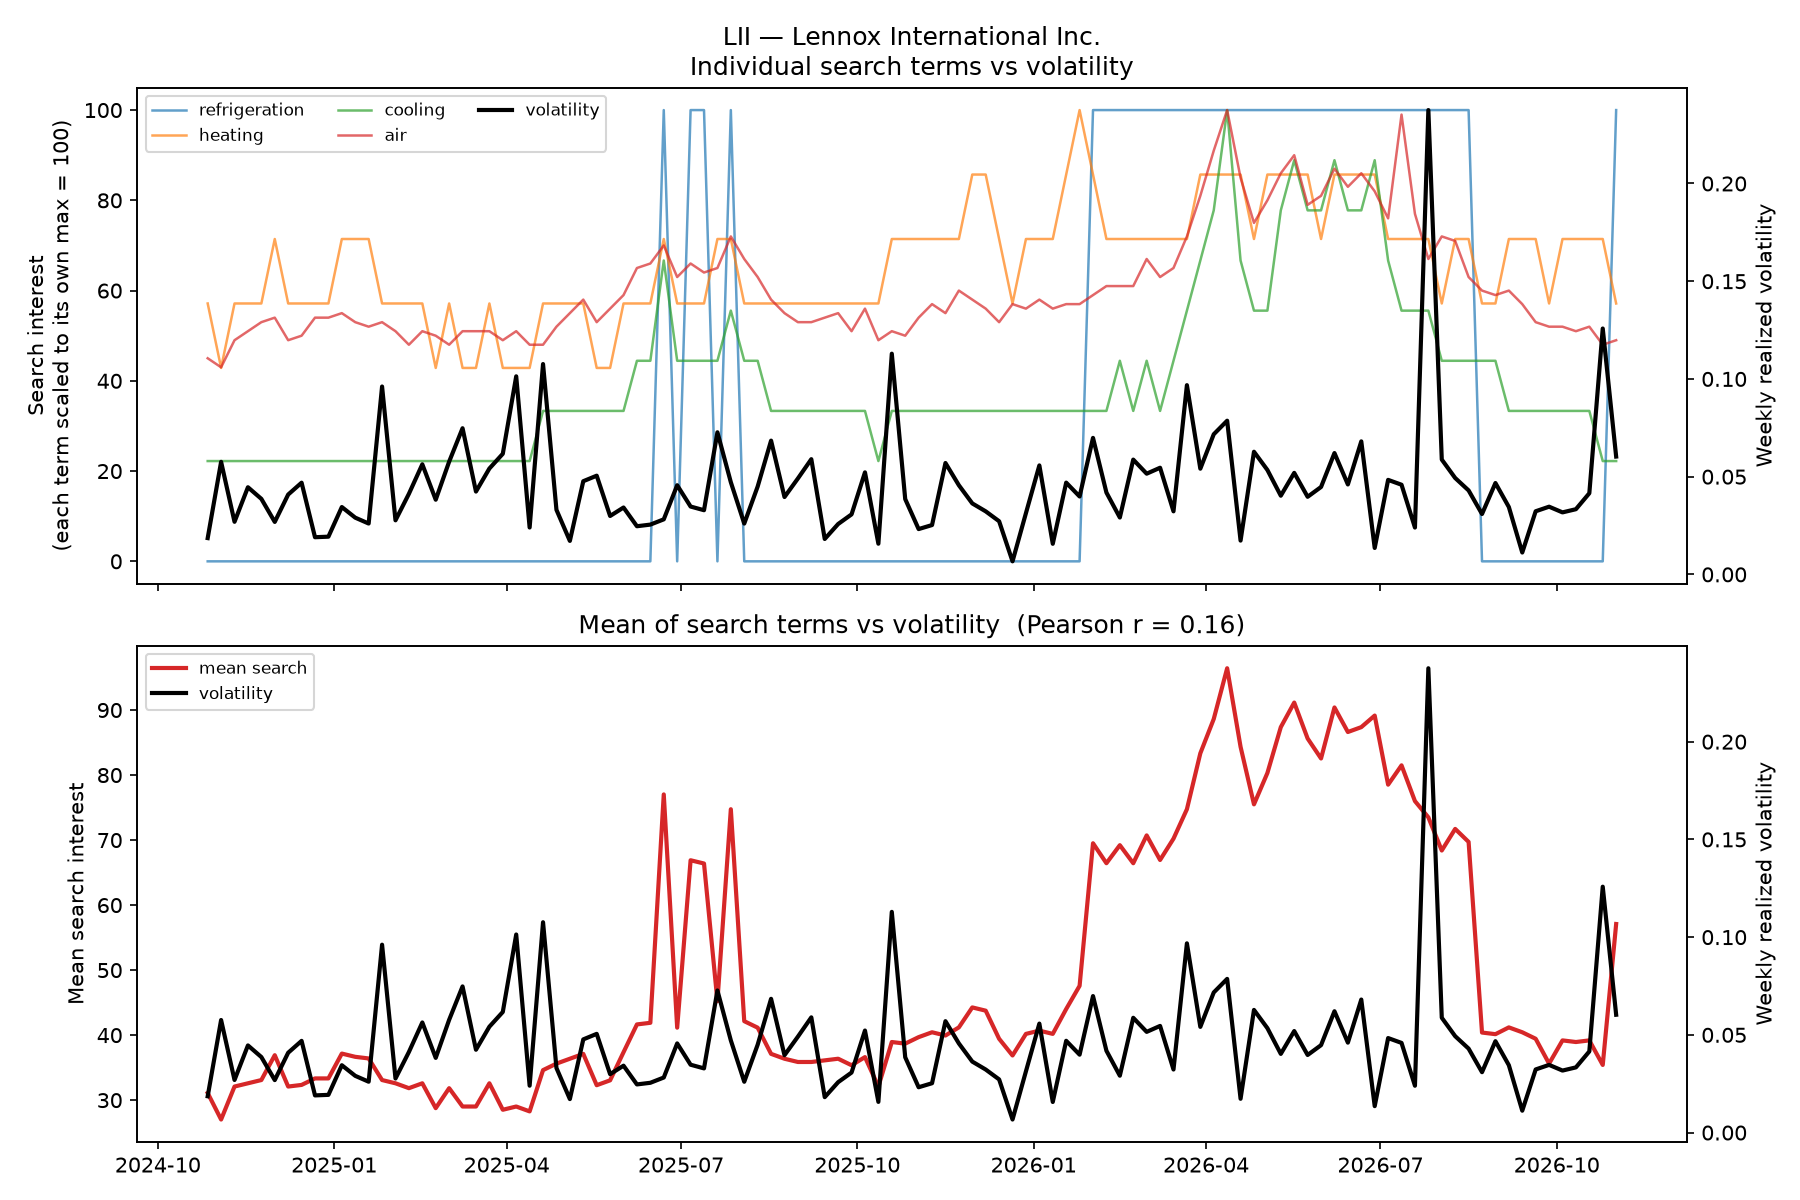 LII — Lennox International Inc.
Individual search terms vs volatility
refrigeration
heating
cooling
air
volatility
Search interest
(each term scaled to its own max = 100)
100
80
60
40
20
0
Weekly realized volatility
0.20
0.15
0.10
0.05
0.00
Mean of search terms vs volatility  (Pearson r = 0.16)
mean search
volatility
Mean search interest
90
80
70
60
50
40
30
Weekly realized volatility
0.20
0.15
0.10
0.05
0.00
2024-10
2025-01
2025-04
2025-07
2025-10
2026-01
2026-04
2026-07
2026-10